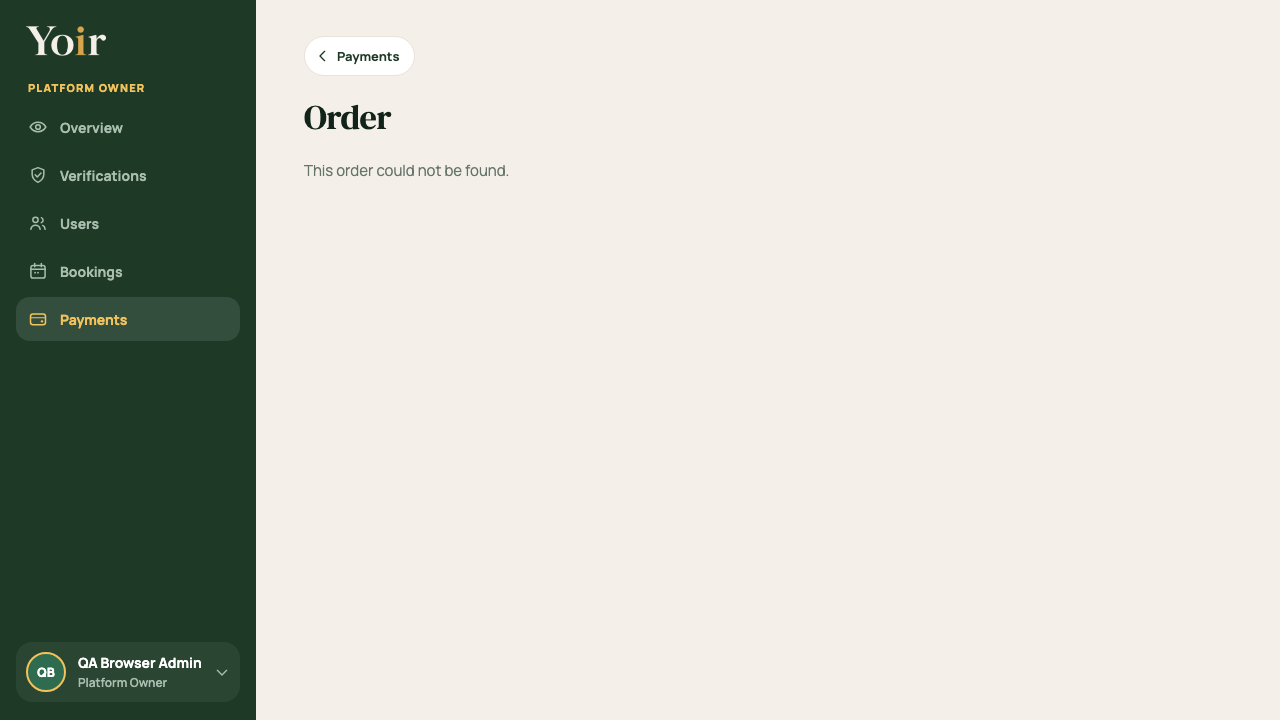 Yoir
PLATFORM OWNER
Overview
Verifications
Users
Bookings
Payments
QB
QA Browser Admin
Platform Owner
Payments
Order
This order could not be found.